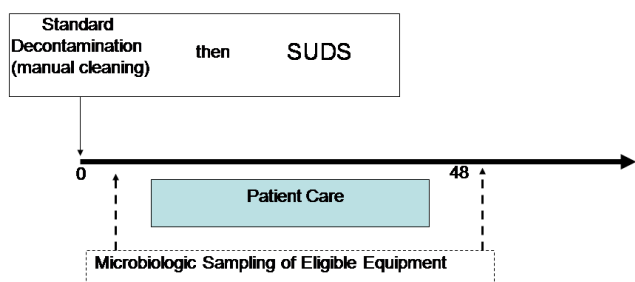 Standard
Decontamination
(manual cleaning)
then
SUDS
0
48
Patient Care
Microbiologic Sampling of Eligible Equipment